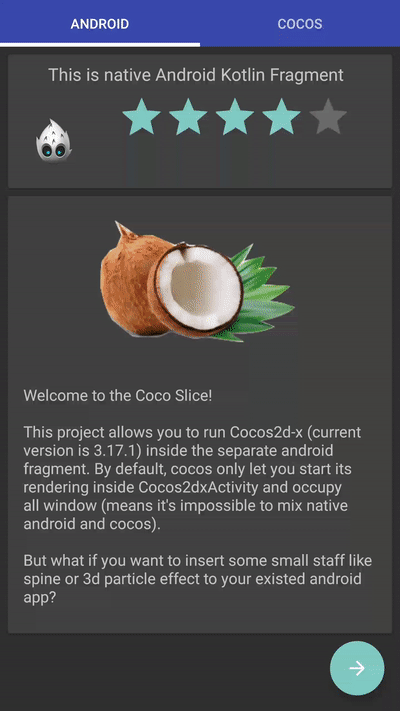 ANDROID
COCOS
This is native Android Kotlin Fragment
Welcome to the Coco Slice!
This project allows you to run Cocos2d-x (current
version is 3.17.1) inside the separate android
fragment. By default, cocos only let you start its
rendering inside Cocos2dxActivity and occupy
all window (means it's impossible to mix native
android and cocos).
But what if you want to insert some small staff like
spine or 3d particle effect to your existed android
app?